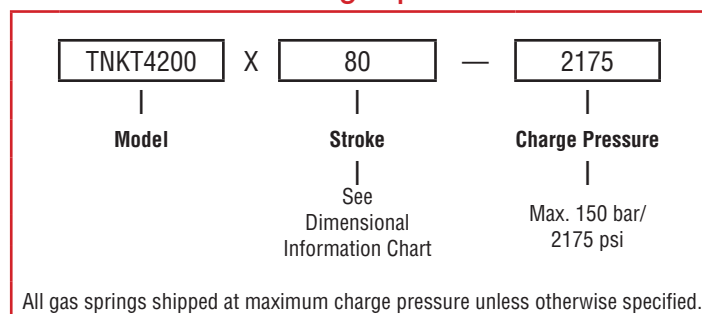 TNKT4200 X 80 — 2175
Model Stroke Charge Pressure
See
Dimensional
Information Chart
Max. 150 bar/
2175 psi
All gas springs shipped at maximum charge pressure unless otherwise specified.